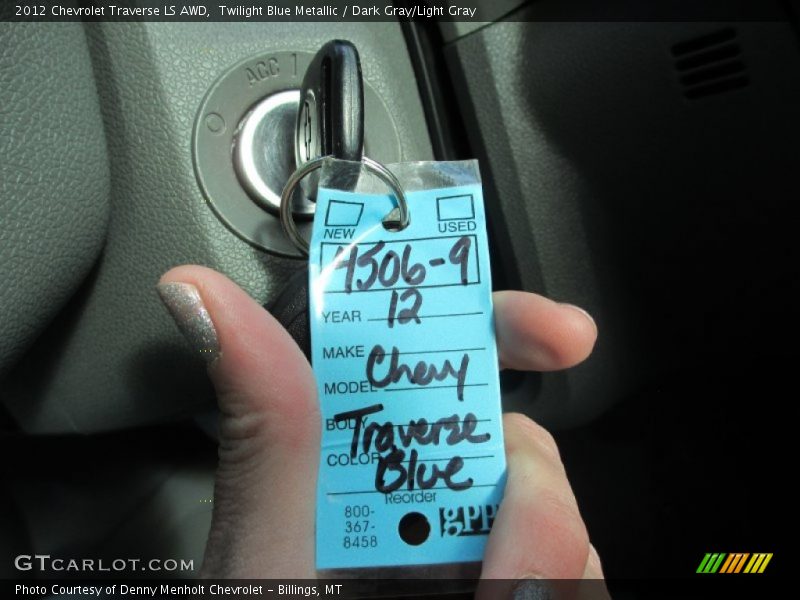 2012 Chevrolet Traverse LS AWD,  Twilight Blue Metallic / Dark Gray/Light Gray
ACC 1
O
NEW USED
4506-9
YEAR 12
MAKE Chevy
MODEL
BODY Traverse
COLOR Blue
Reorder
800-
367-
8458
gpp
GTcarlot.com
Photo Courtesy of Denny Menholt Chevrolet – Billings, MT